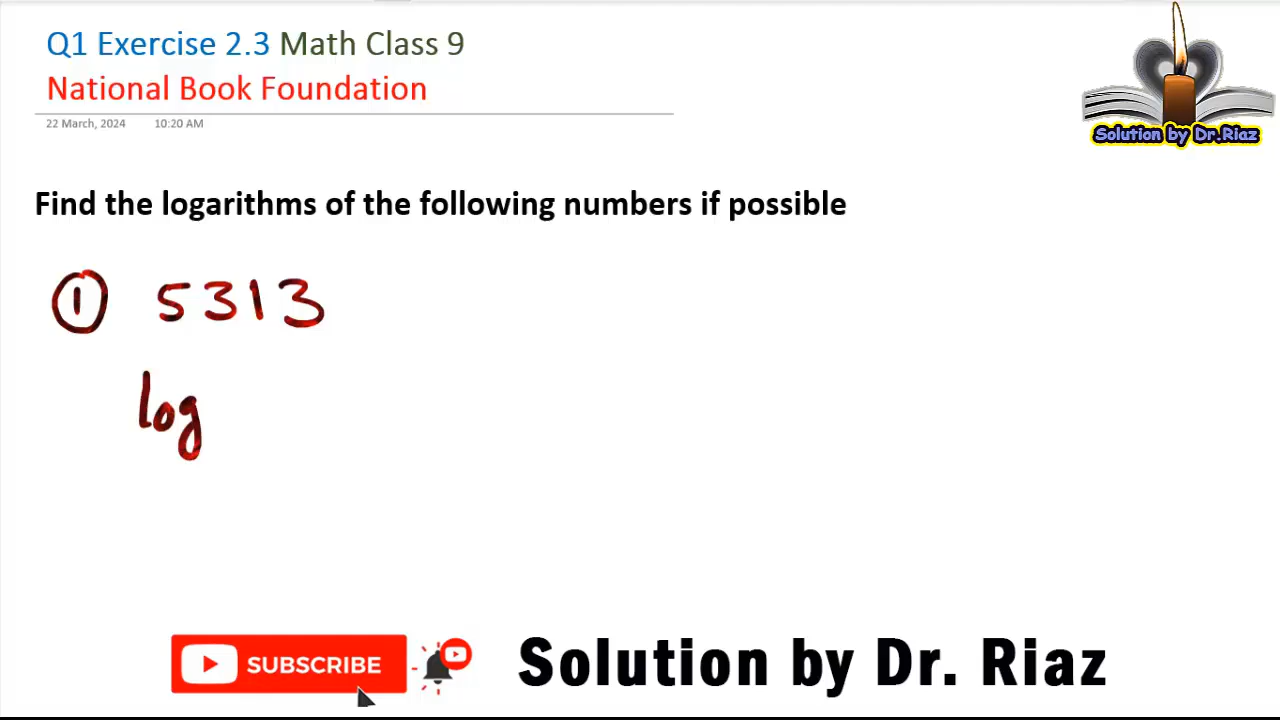 Q1 Exercise 2.3 Math Class 9
National Book Foundation
22 March, 2024 10:20 AM
Solution by Dr.Riaz
Find the logarithms of the following numbers if possible
① 5313
log
SUBSCRIBE
Solution by Dr. Riaz